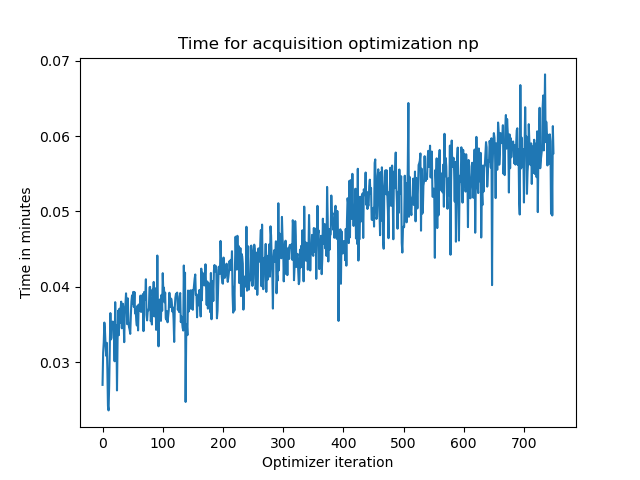 Time for acquisition optimization np
Time in minutes
0.07
0.06
0.05
0.04
0.03
0 100 200 300 400 500 600 700
Optimizer iteration